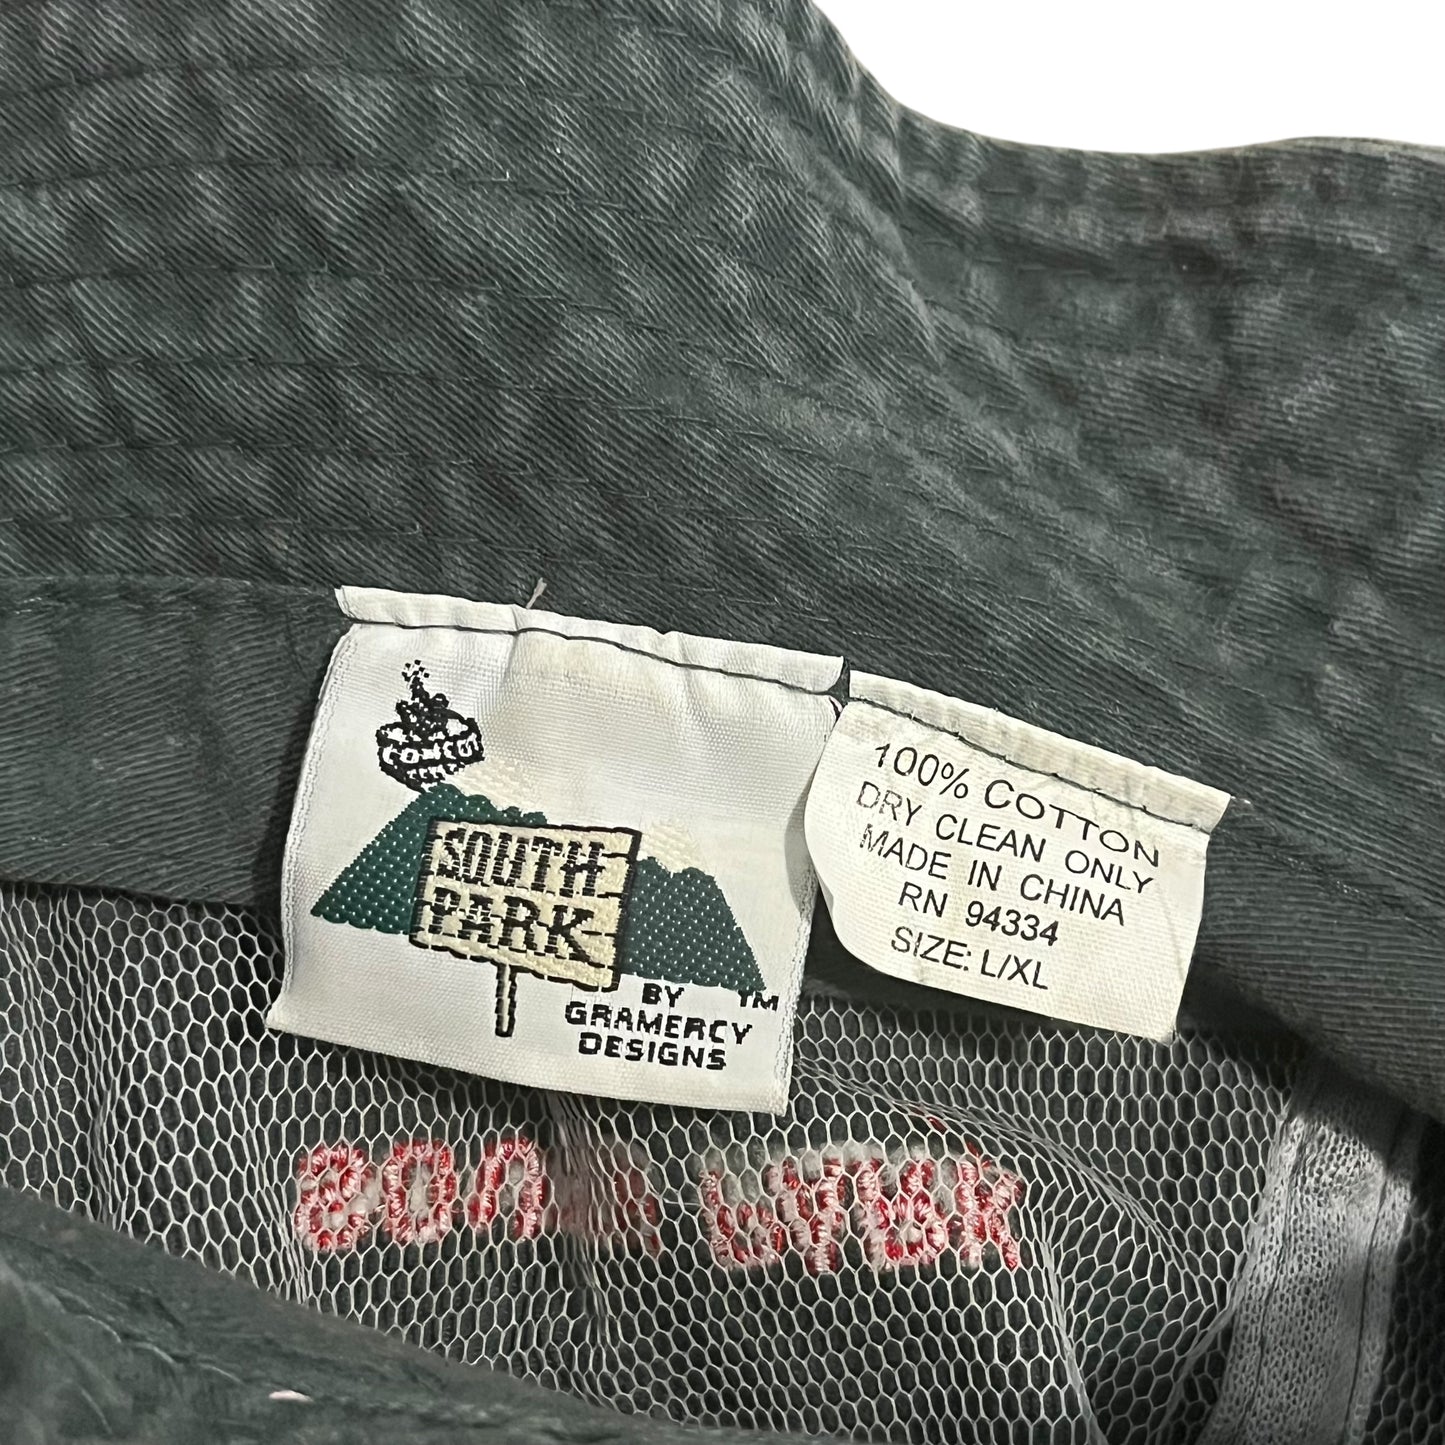 SOUTH
PARK
BY TM
GRAMERCY
DESIGNS
100% COTTON
DRY CLEAN ONLY
MADE IN CHINA
RN 94334
SIZE: L/XL